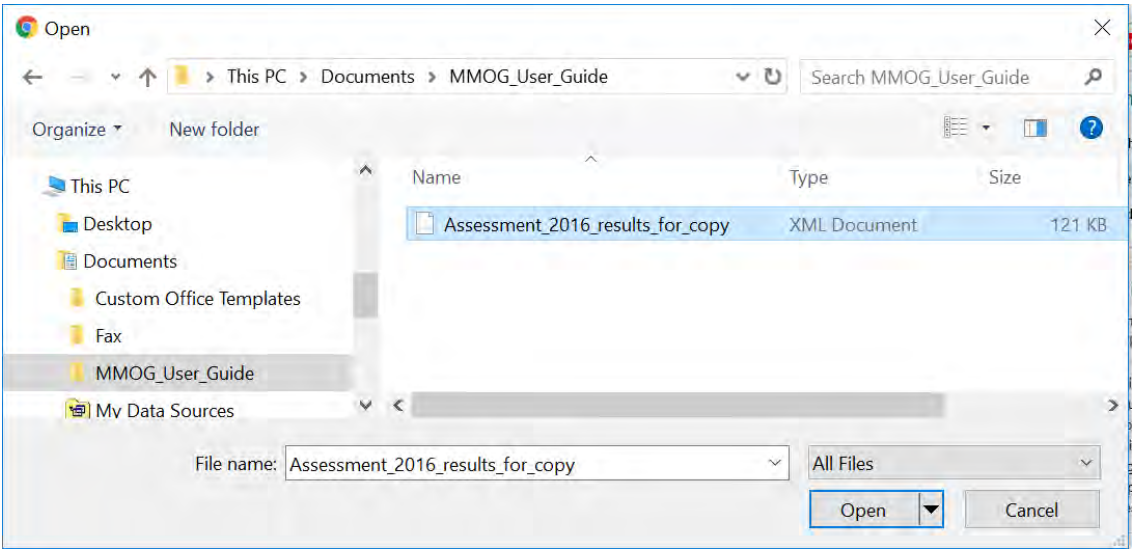 Open
This PC > Documents > MMOG_User_Guide
Search MMOG_User_Guide
Organize
New folder
Name Type Size
This PC
Desktop
Documents
Custom Office Templates
Fax
MMOG_User_Guide
My Data Sources
Assessment_2016_results_for_copy XML Document 121 KB
File name: Assessment_2016_results_for_copy
All Files
Open
Cancel